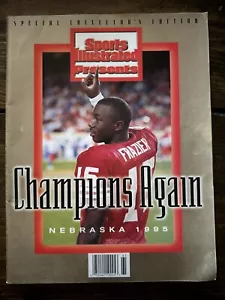 SPECIAL COLLECTOR'S EDITION
Sports
Illustrated
Presents
FRAZIER
15
Champions Again
NEBRASKA 1995